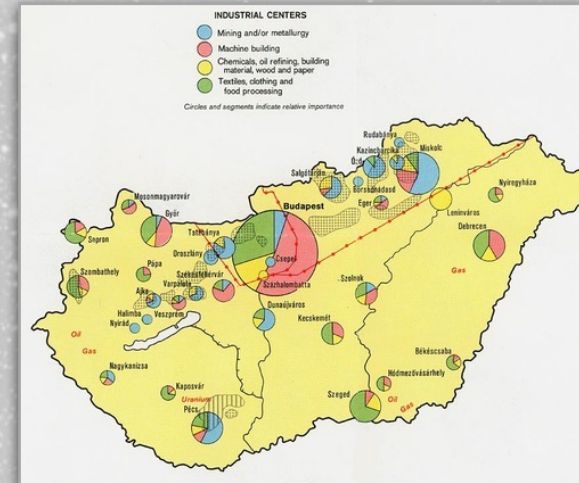 INDUSTRIAL CENTERS
Mining and/or metallurgy
Machine building
Chemicals, oil refining, building
material, wood and paper
Textiles, clothing and
food processing
Circles and segments indicate relative importance
Rudabánya
Kazincbarcika
Miskolc
Ózd
Salgótarján
Borsodnádasd
Nyíregyháza
Mosonmagyaróvár
Budapest
Eger
Leninváros
Győr
Debrecen
Sopron
Tatabánya
Oroszlány
Csepel
Gas
Pápa
Székesfehérvár
Szombathely
Százhalombatta
Szolnok
Ajka
Várpalota
Dunaújváros
Halimba
Veszprém
Nyirád
Kecskemét
Oil
Gas
Békéscsaba
Nagykanizsa
Hódmezővásárhely
Kaposvár
Uranium
Szeged
Oil
Gas
Pécs